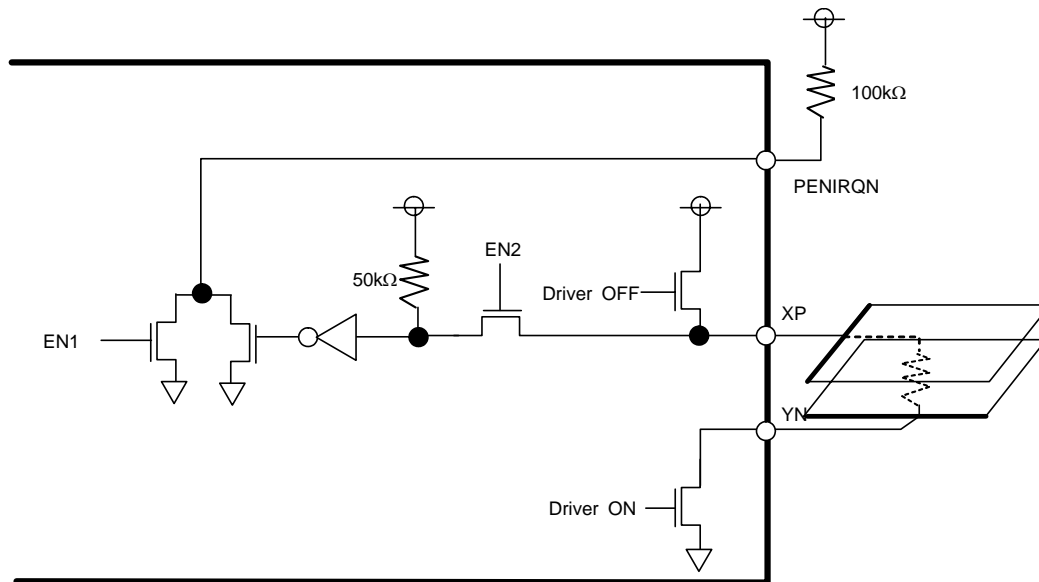 100kΩ
PENIRQN
EN2
50kΩ
Driver OFF
XP
EN1
YN
Driver ON